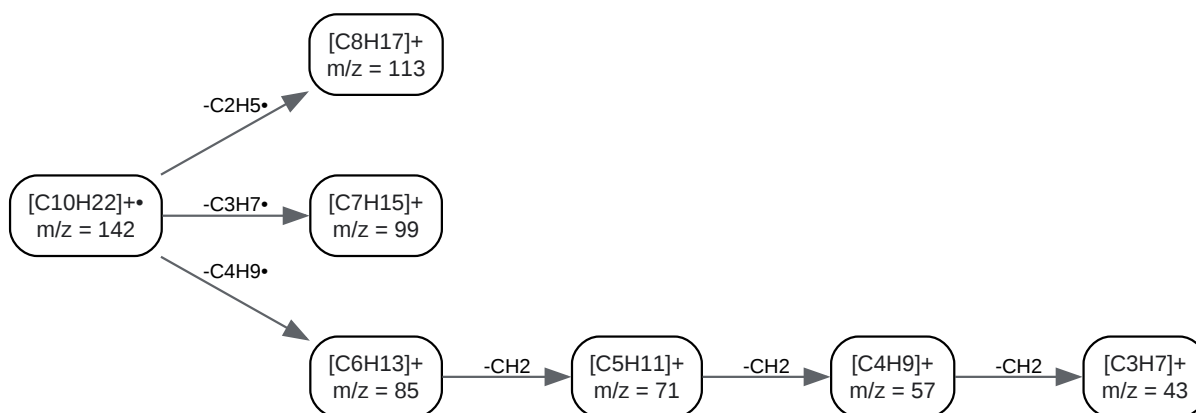 [C8H17]+
m/z = 113
-C2H5•
[C10H22]+•
m/z = 142
-C3H7•
[C7H15]+
m/z = 99
-C4H9•
[C6H13]+
m/z = 85
-CH2
[C5H11]+
m/z = 71
-CH2
[C4H9]+
m/z = 57
-CH2
[C3H7]+
m/z = 43